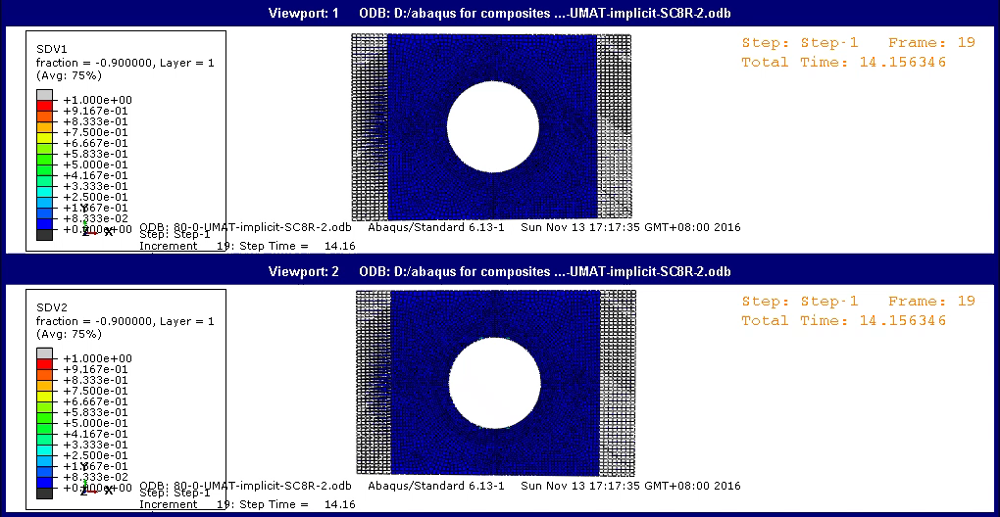 Viewport: 1 ODB: D:/abaqus for composites ...-UMAT-implicit-SC8R-2.odb
SDV1
fraction = -0.900000, Layer = 1
(Avg: 75%)
+1.000e+00
+9.167e-01
+8.333e-01
+7.500e-01
+6.667e-01
+5.833e-01
+5.000e-01
+4.167e-01
+3.333e-01
+2.500e-01
+1.667e-01
+8.333e-02
+0.000e+00
Y
Z X
Step: Step-1 Frame: 19
Total Time: 14.156346
ODB: 80-0-UMAT-implicit-SC8R-2.odb Abaqus/Standard 6.13-1 Sun Nov 13 17:17:35 GMT+08:00 2016
Step: Step-1
Increment 19: Step Time = 14.16
Viewport: 2 ODB: D:/abaqus for composites ...-UMAT-implicit-SC8R-2.odb
SDV2
fraction = -0.900000, Layer = 1
(Avg: 75%)
+1.000e+00
+9.167e-01
+8.333e-01
+7.500e-01
+6.667e-01
+5.833e-01
+5.000e-01
+4.167e-01
+3.333e-01
+2.500e-01
+1.667e-01
+8.333e-02
+0.000e+00
Y
Z X
Step: Step-1 Frame: 19
Total Time: 14.156346
ODB: 80-0-UMAT-implicit-SC8R-2.odb Abaqus/Standard 6.13-1 Sun Nov 13 17:17:35 GMT+08:00 2016
Step: Step-1
Increment 19: Step Time = 14.16